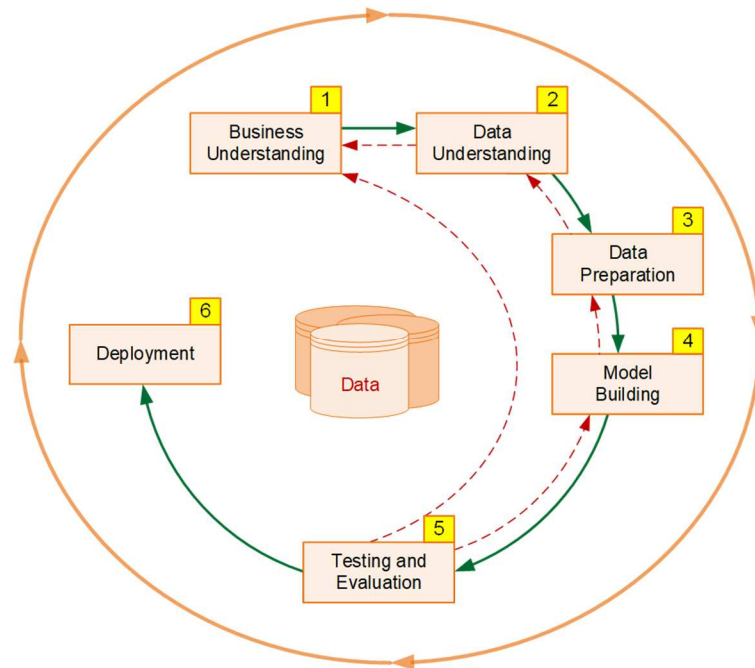 1
Business
Understanding
2
Data
Understanding
3
Data
Preparation
4
Model
Building
5
Testing and
Evaluation
6
Deployment
Data